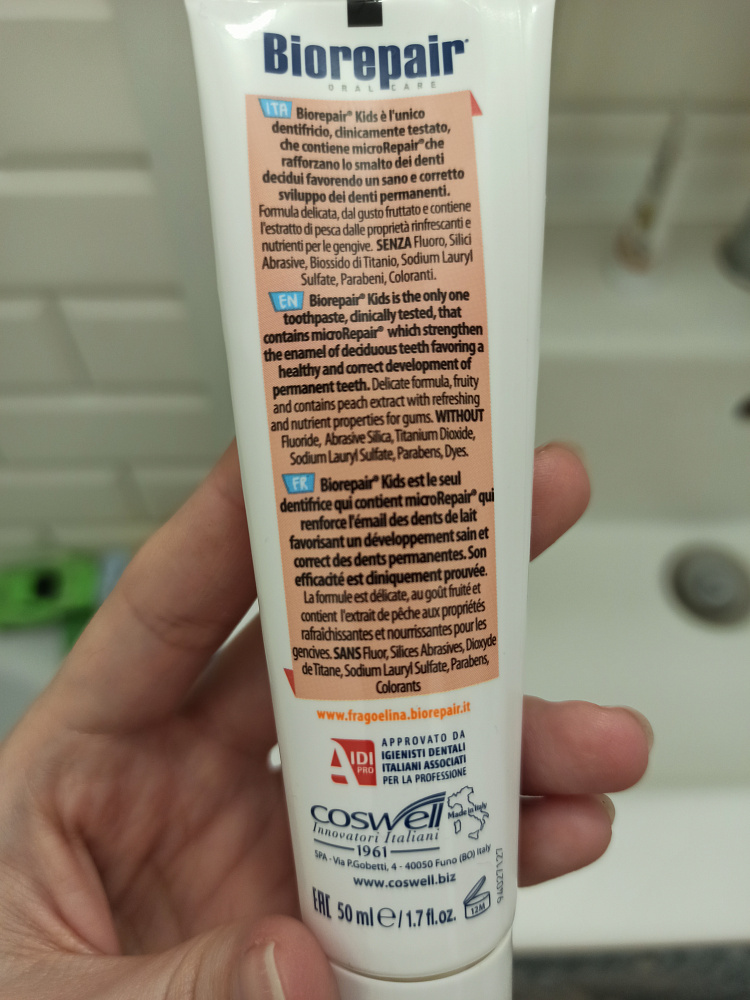 Biorepair®
ORAL CARE
ITA Biorepair® Kids è l'unico
dentifricio, clinicamente testato,
che contiene microRepair® che
rafforzano lo smalto dei denti
decidui favorendo un sano e corretto
sviluppo dei denti permanenti.
Formula delicata, dal gusto fruttato e contiene
l'estratto di pesca dalle proprietà rinfrescanti e
nutrienti per le gengive. SENZA Fluoro, Silici
Abrasive, Biossido di Titanio, Sodium Lauryl
Sulfate, Parabeni, Coloranti.
EN Biorepair® Kids is the only one
toothpaste, clinically tested, that
contains microRepair® which strengthen
the enamel of deciduous teeth favoring a
healthy and correct development of
permanent teeth. Delicate formula, fruity
and contains peach extract with refreshing
and nutrient properties for gums. WITHOUT
Fluoride, Abrasive Silica, Titanium Dioxide,
Sodium Lauryl Sulfate, Parabens, Dyes.
FR Biorepair® Kids est le seul
dentifrice qui contient microRepair® qui
renforce l'émail des dents de lait
favorisant un développement sain et
correct des dents permanentes. Son
efficacité est cliniquement prouvée.
La formule est délicate, au goût fruité et
contient l'extrait de pêche aux propriétés
rafraîchissantes et nourrissantes pour les
gencives. SANS Fluor, Silices Abrasives, Dioxyde
de Titane, Sodium Lauryl Sulfate, Parabens,
Colorants
www.fragoelina.biorepair.it
AIDI
PRO
APPROVATO DA
IGIENISTI DENTALI
ITALIANI ASSOCIATI
PER LA PROFESSIONE
coswell
Innovatori Italiani
1961
Made in Italy
SPA - Via P.Gobetti, 4 - 40050 Funo (BO) Italy
www.coswell.biz
EAC 50 ml e / 1.7 fl.oz.
12M
94027127